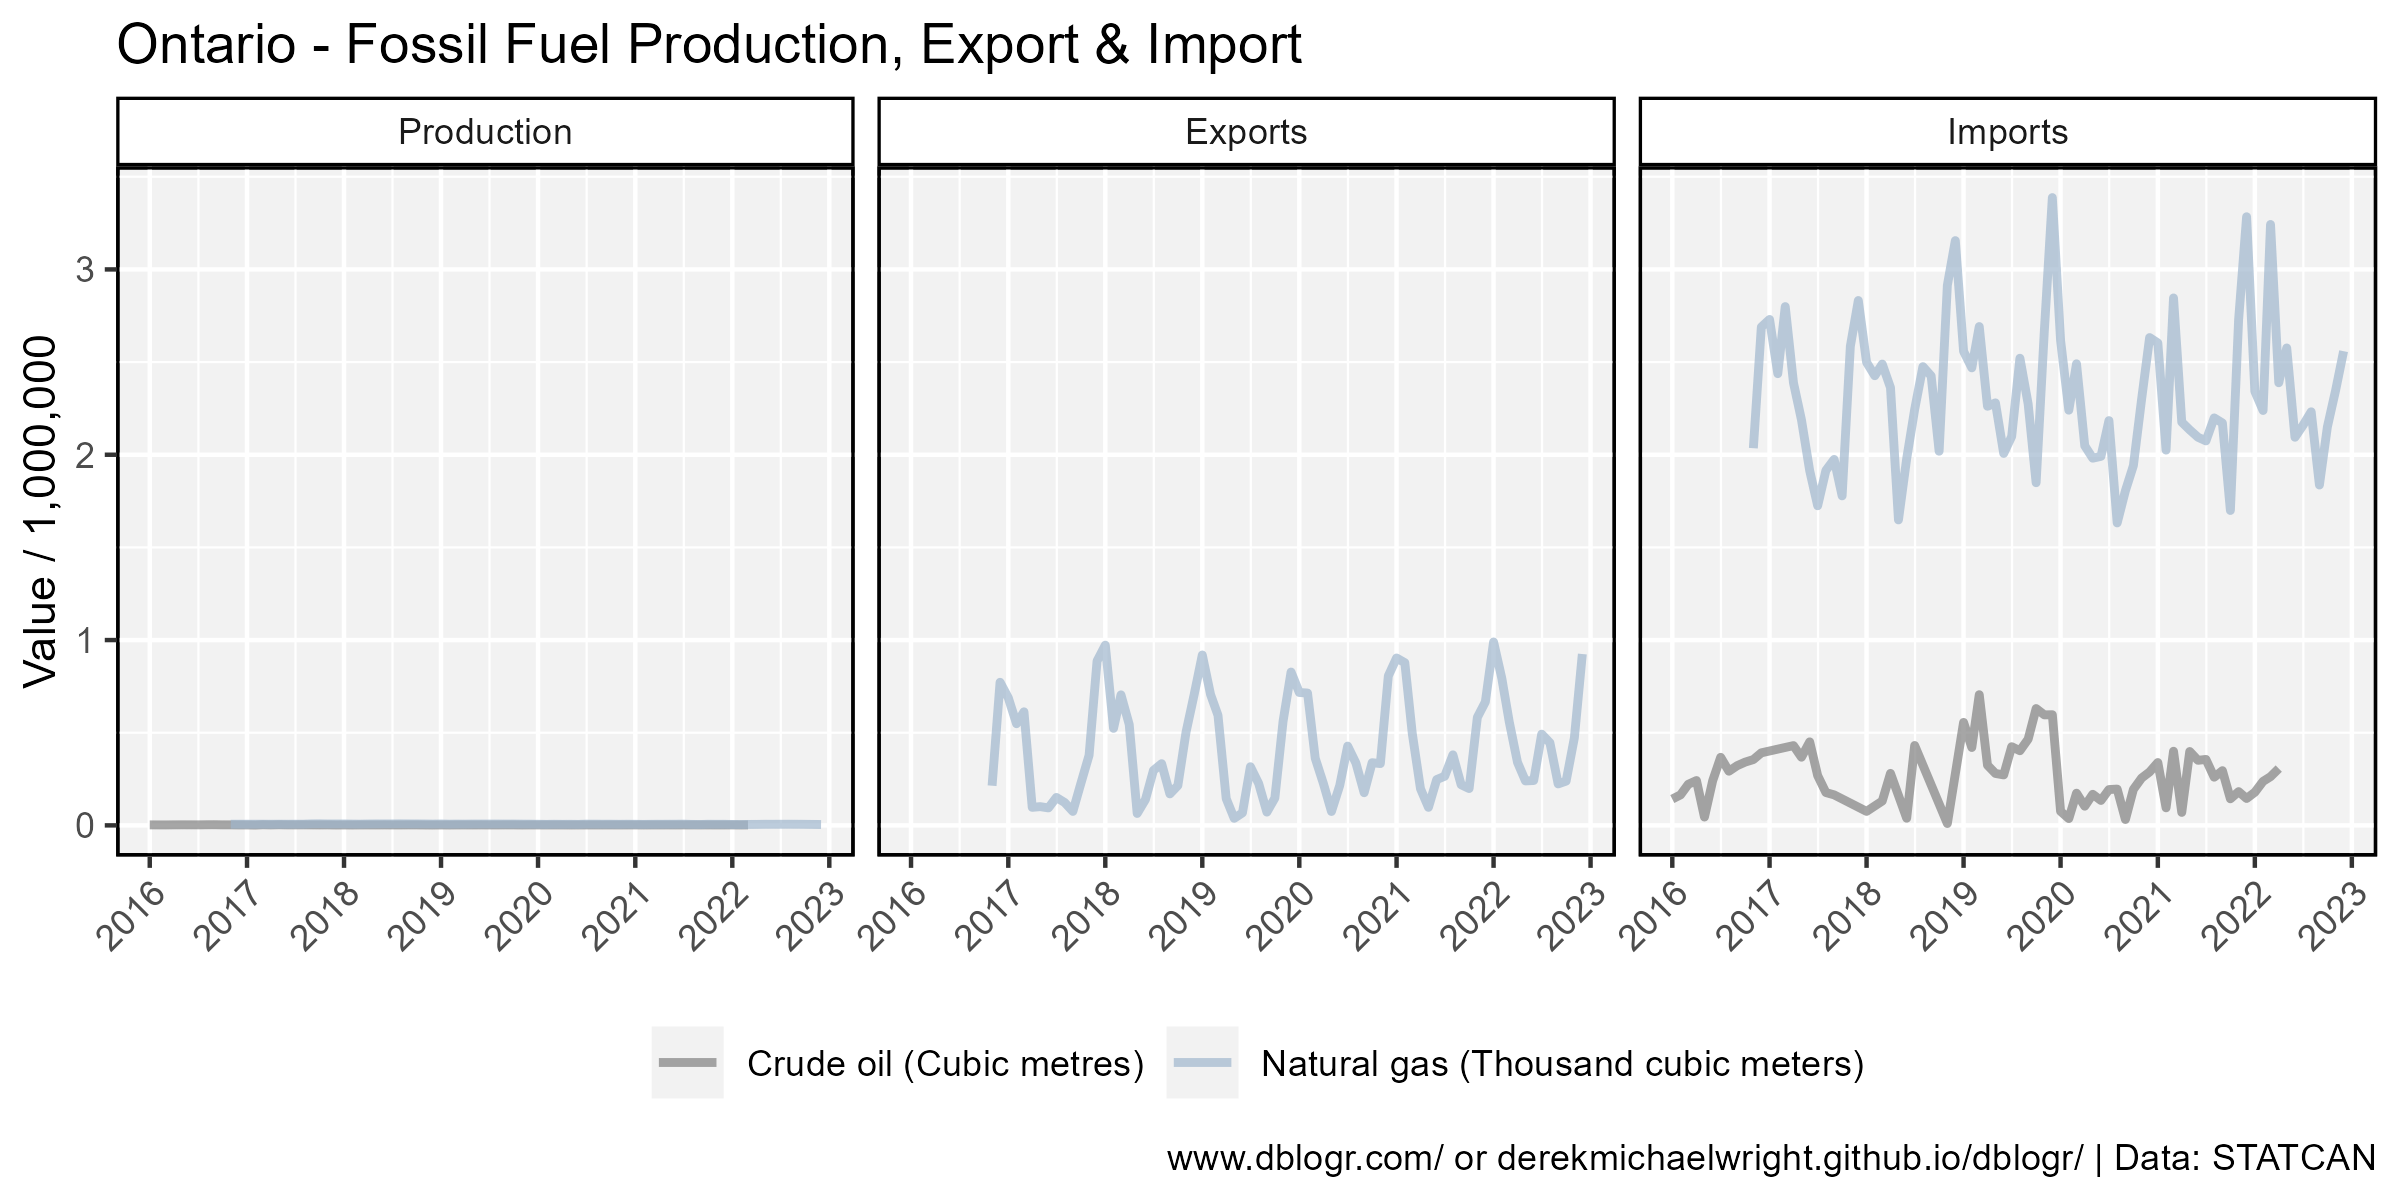 Ontario - Fossil Fuel Production, Export & Import
Production
Exports
Imports
Value / 1,000,000
3
2
1
0
2016 2017 2018 2019 2020 2021 2022 2023
2016 2017 2018 2019 2020 2021 2022 2023
2016 2017 2018 2019 2020 2021 2022 2023
Crude oil (Cubic metres)
Natural gas (Thousand cubic meters)
www.dblogr.com/ or derekmichaelwright.github.io/dblogr/ | Data: STATCAN